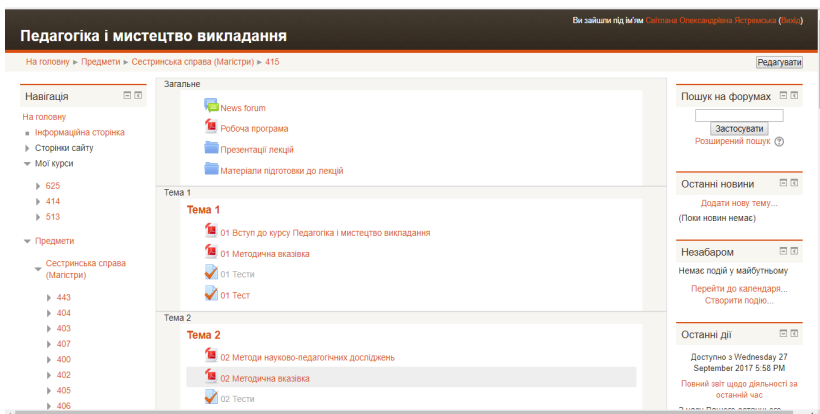 Ви зайшли під ім'ям Світлана Олександрівна Ястремська (Вихід)
Педагогіка і мистецтво викладання
На головну ► Предмети ► Сестринська справа (Магістри) ► 415
Редагувати
Навігація
На головну
Інформаційна сторінка
Сторінки сайту
Мої курси
625
414
513
Предмети
Сестринська справа
(Магістри)
443
404
403
407
400
402
405
406
Загальне
News forum
Робоча програма
Презентації лекцій
Матеріали підготовки до лекцій
Тема 1
Тема 1
01 Вступ до курсу Педагогіка і мистецтво викладання
01 Методична вказівка
01 Тести
01 Тест
Тема 2
Тема 2
02 Методи науково-педагогічних досліджень
02 Методична вказівка
02 Тести
Пошук на форумах
Застосувати
Розширений пошук
Останні новини
Додати нову тему...
(Поки новин немає)
Незабаром
Немає подій у майбутньому
Перейти до календаря...
Створити подію...
Останні дії
Доступно з Wednesday 27
September 2017 5:58 PM
Повний звіт щодо діяльності за
останній час